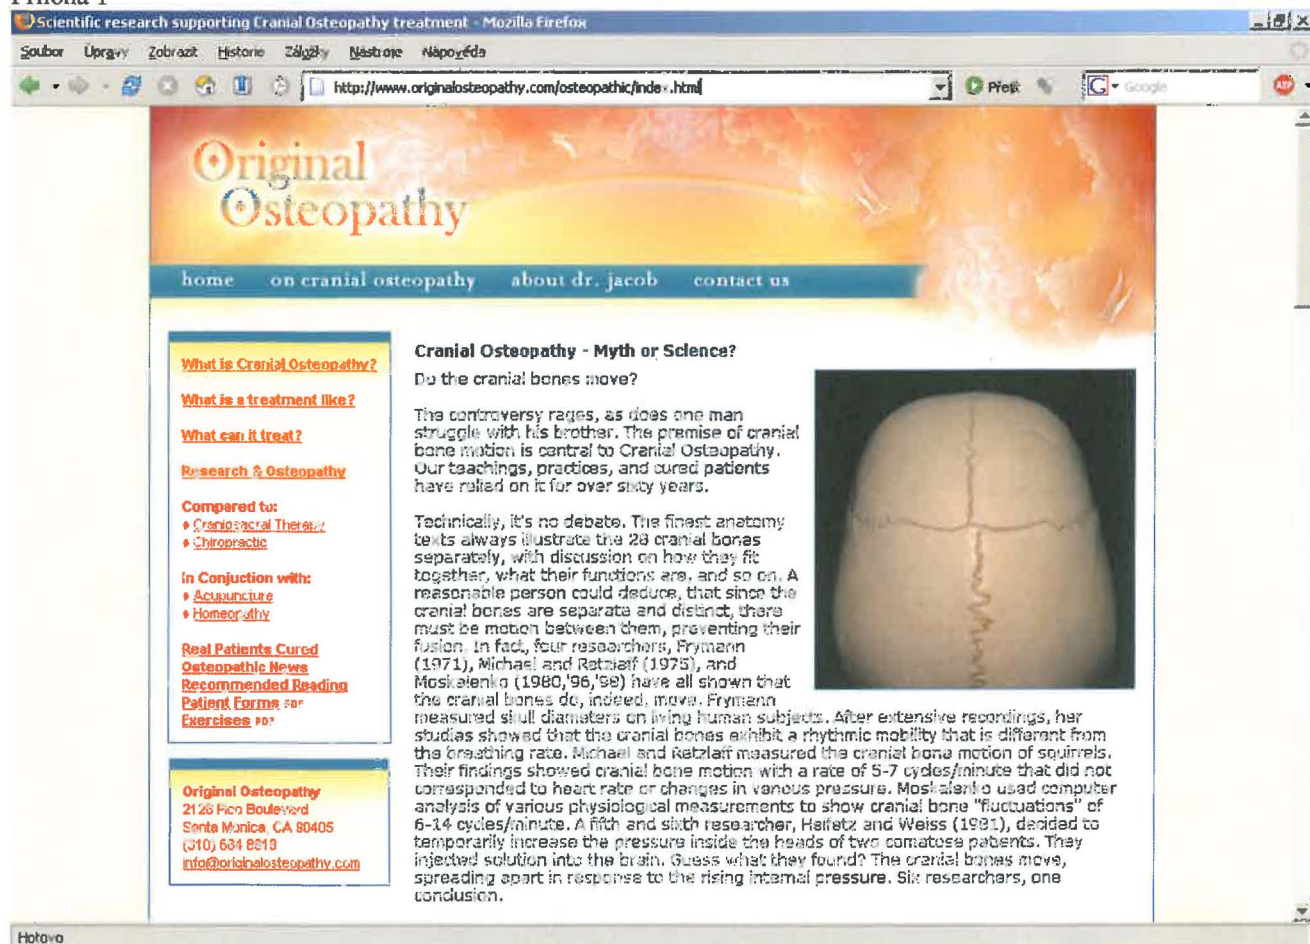 Příloha 1
Scientific research supporting Cranial Osteopathy treatment - Mozilla Firefox
Soubor Úpravy Zobrazit Historie Záložky Nástroje Nápověda
http://www.originalosteopathy.com/osteopathic/index.html
Přejít
Google
ABP
Original
Osteopathy
home on cranial osteopathy about dr. jacob contact us
What is Cranial Osteopathy?
What is a treatment like?
What can it treat?
Research & Osteopathy
Compared to:
Craniosacral Therapy
Chiropractic
In Conjuction with:
Acupuncture
Homeopathy
Real Patients Cured
Osteopathic News
Recommended Reading
Patient Forms PDF
Exercises PDF
Original Osteopathy
2126 Pico Boulevard
Santa Monica, CA 90405
(310)
info@originalosteopathy.com
Cranial Osteopathy - Myth or Science?
Do the cranial bones move?
The controversy rages, as does one man
struggle with his brother. The premise of cranial
bone motion is central to Cranial Osteopathy.
Our teachings, practices, and cured patients
have relied on it for over sixty years.
Technically, it's no debate. The finest anatomy
texts always illustrate the 28 cranial bones
separately, with discussion on how they fit
together, what their functions are, and so on. A
reasonable person could deduce, that since the
cranial bones are separate and distinct, there
must be motion between them, preventing their
fusion. In fact, four researchers, Frymann
(1971), Michael and Retzlaff (1975), and
Moskalenko (1980,'96,'98) have all shown that
the cranial bones do, indeed, move. Frymann
measured skull diameters on living human subjects. After extensive recordings, her
studies showed that the cranial bones exhibit a rhythmic mobility that is different from
the breathing rate. Michael and Retzlaff measured the cranial bone motion of squirrels.
Their findings showed cranial bone motion with a rate of 5-7 cycles/minute that did not
corresponded to heart rate or changes in venous pressure. Moskalenko used computer
analysis of various physiological measurements to show cranial bone "fluctuations" of
6-14 cycles/minute. A fifth and sixth researcher, Heifetz and Weiss (1981), decided to
temporarily increase the pressure inside the heads of two comatose patients. They
injected solution into the brain. Guess what they found? The cranial bones move,
spreading apart in response to the rising internal pressure. Six researchers, one
conclusion.
Hotovo